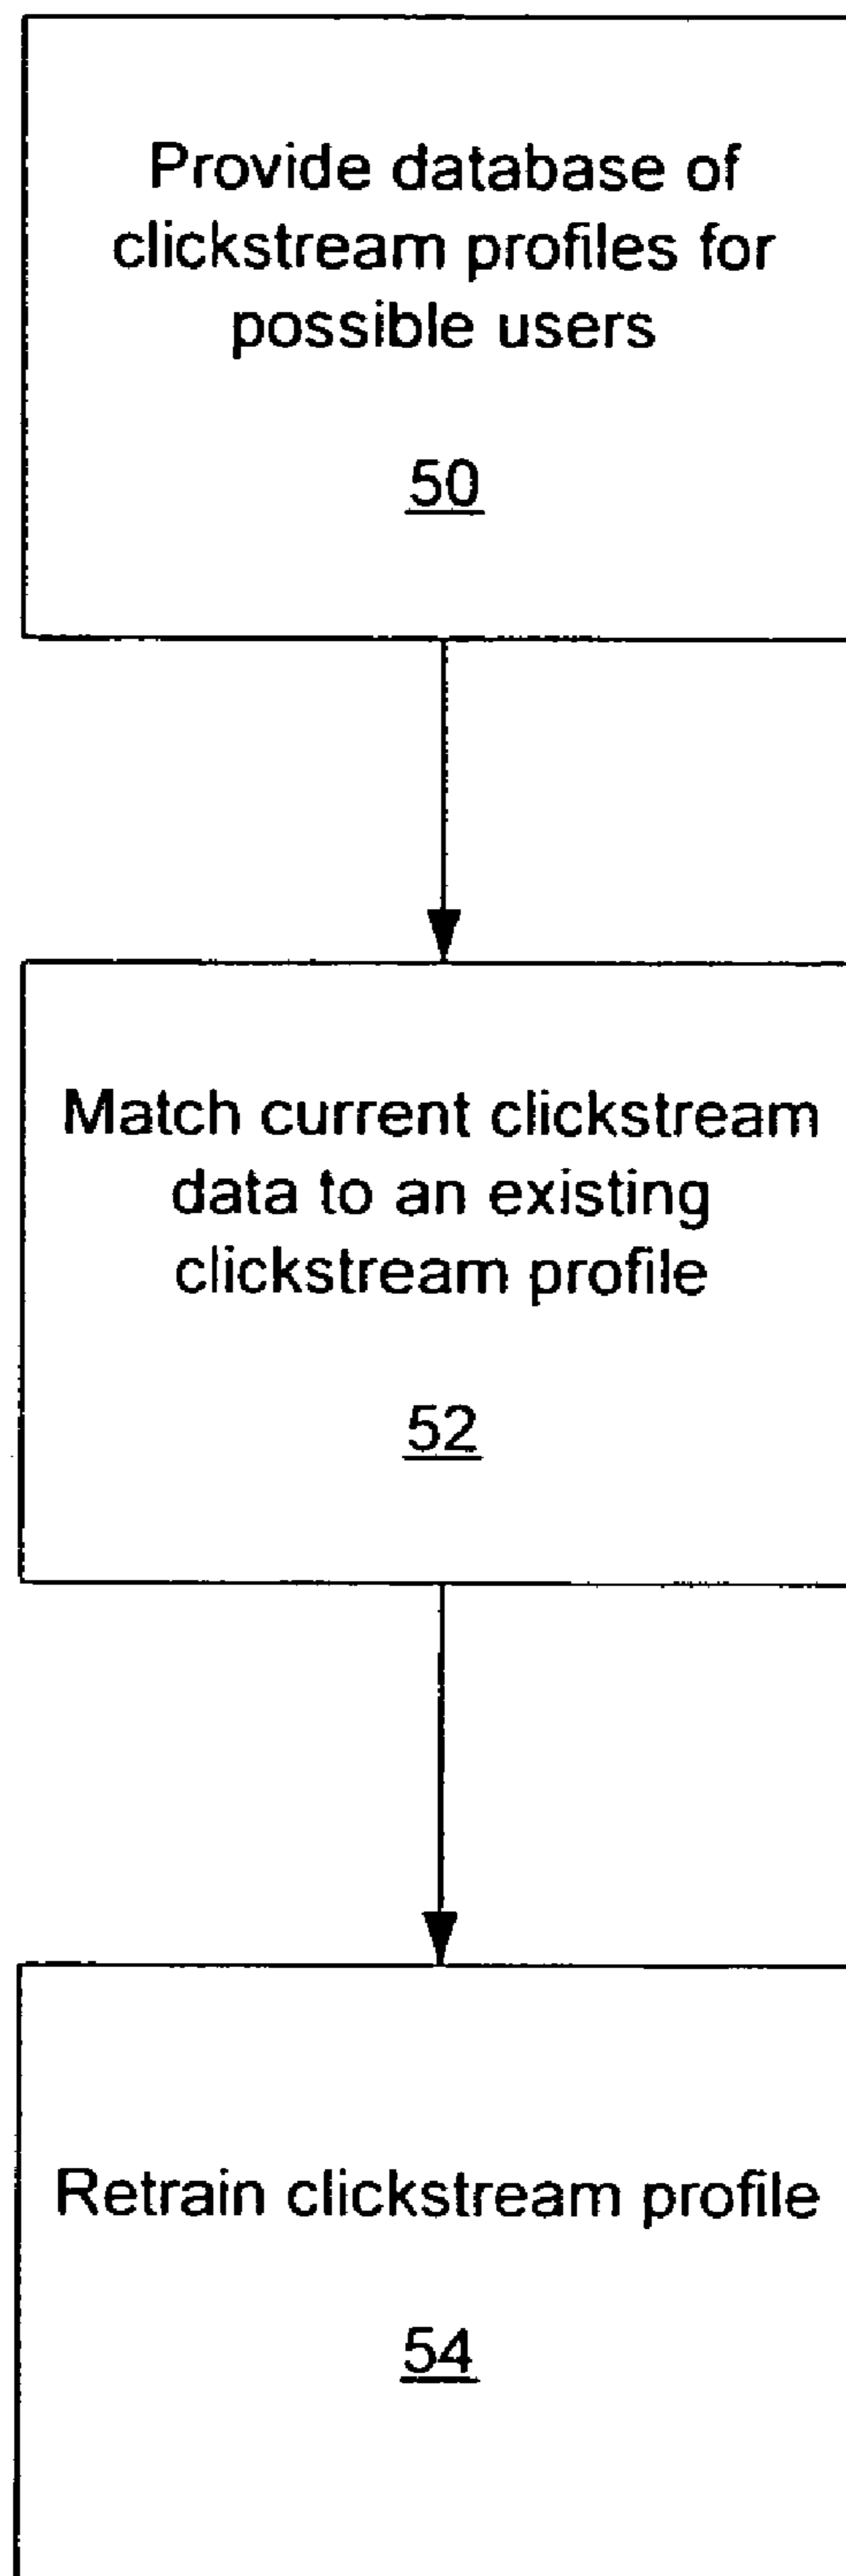 Provide database of
clickstream profiles for
possible users
50
Match current clickstream
data to an existing
clickstream profile
52
Retrain clickstream profile
54